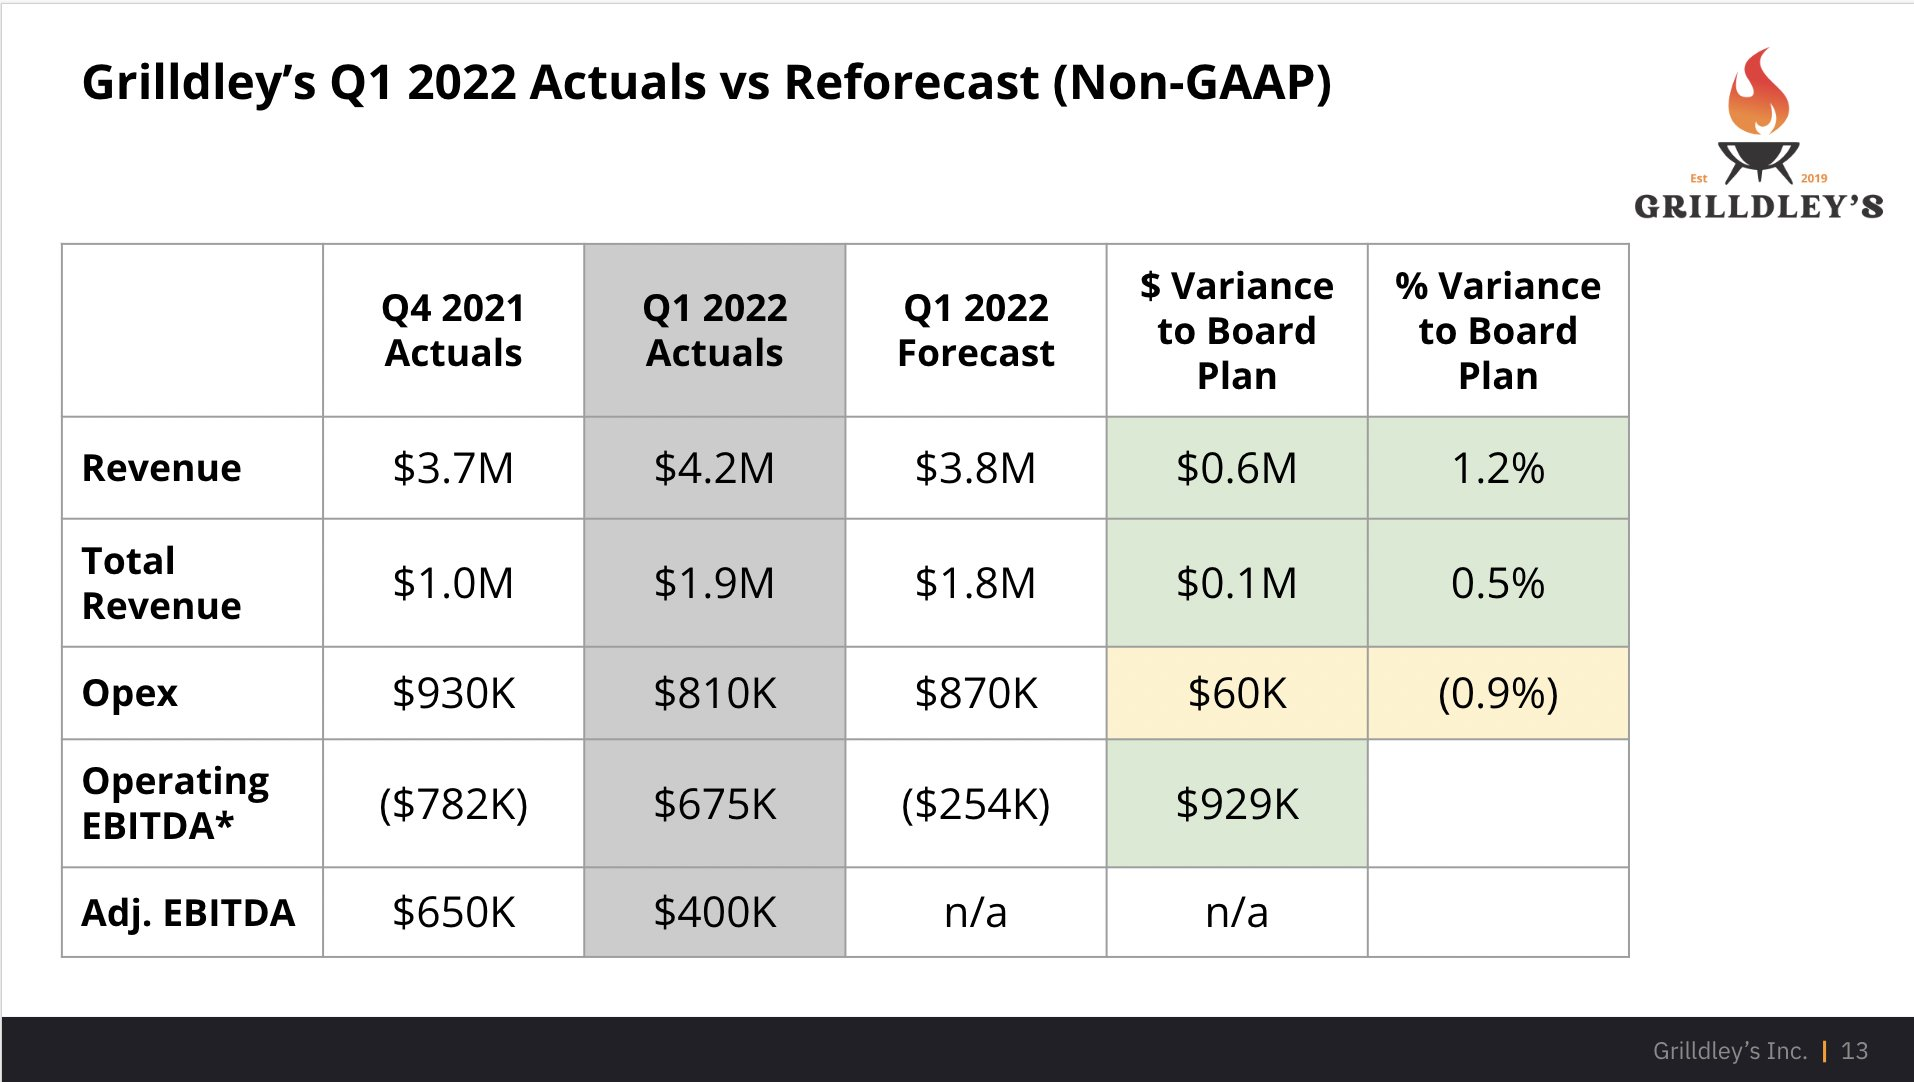 Grilldley’s Q1 2022 Actuals vs Reforecast (Non-GAAP)
Est 2019
GRILLDLEY’S
Q4 2021 Actuals
Q1 2022 Actuals
Q1 2022 Forecast
$ Variance to Board Plan
% Variance to Board Plan
Revenue $3.7M $4.2M $3.8M $0.6M 1.2%
Total Revenue $1.0M $1.9M $1.8M $0.1M 0.5%
Opex $930K $810K $870K $60K (0.9%)
Operating EBITDA* ($782K) $675K ($254K) $929K
Adj. EBITDA $650K $400K n/a n/a
Grilldley’s Inc. | 13